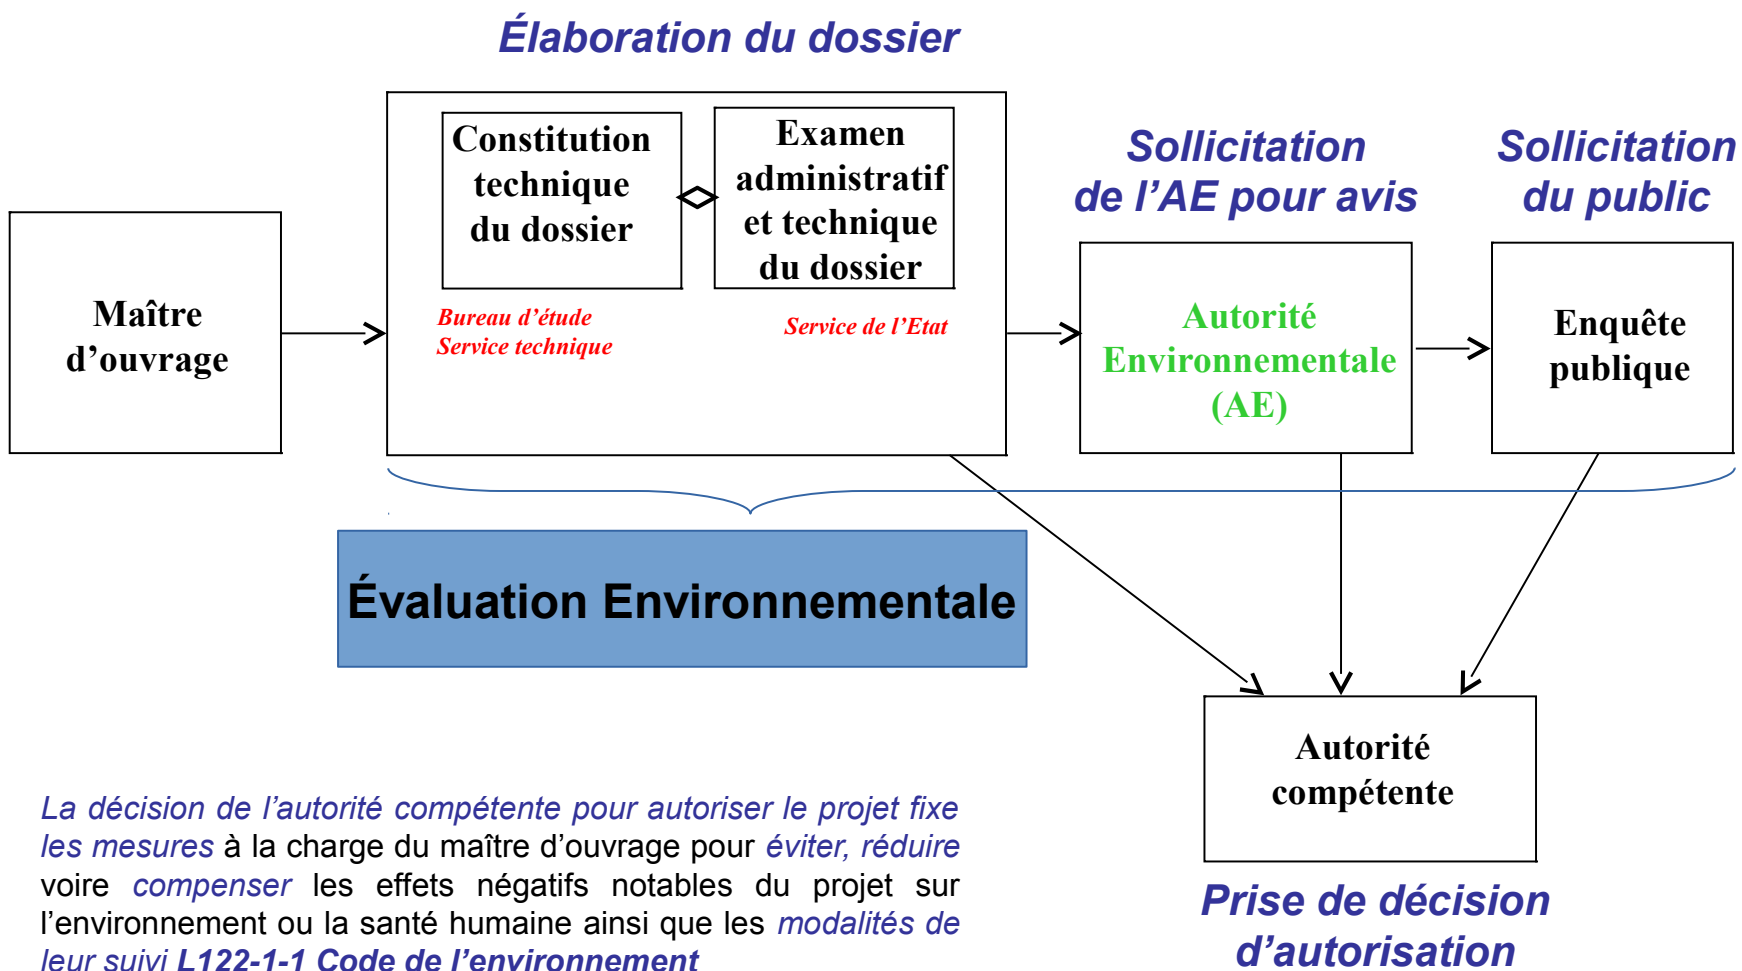 Élaboration du dossier
Constitution
technique
du dossier
Examen
administratif
et technique
du dossier
Bureau d’étude
Service technique
Service de l’Etat
Maître
d’ouvrage
Sollicitation
de l’AE pour avis
Autorité
Environnementale
(AE)
Sollicitation
du public
Enquête
publique
Évaluation Environnementale
Autorité
compétente
Prise de décision
d’autorisation
La décision de l’autorité compétente pour autoriser le projet fixe
les mesures à la charge du maître d’ouvrage pour éviter, réduire
voire compenser les effets négatifs notables du projet sur
l’environnement ou la santé humaine ainsi que les modalités de
leur suivi L122-1-1 Code de l’environnement